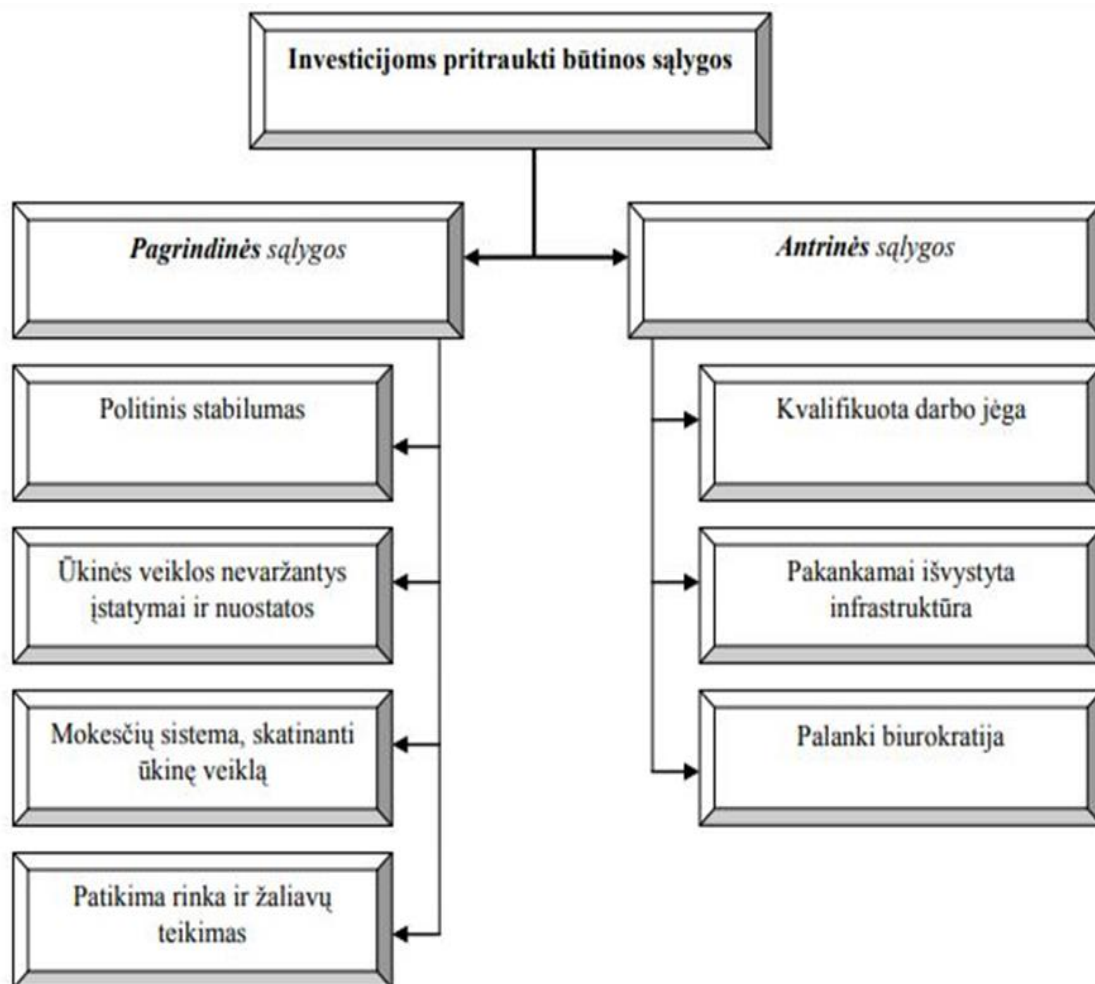 Investicijoms pritraukti būtinos sąlygos
Pagrindinės sąlygos
Antrinės sąlygos
Politinis stabilumas
Kvalifikuota darbo jėga
Ūkinės veiklos nevaržantys
įstatymai ir nuostatos
Pakankamai išvystyta
infrastruktūra
Mokesčių sistema, skatinanti
ūkinę veiklą
Palanki biurokratija
Patikima rinka ir žaliavų
teikimas